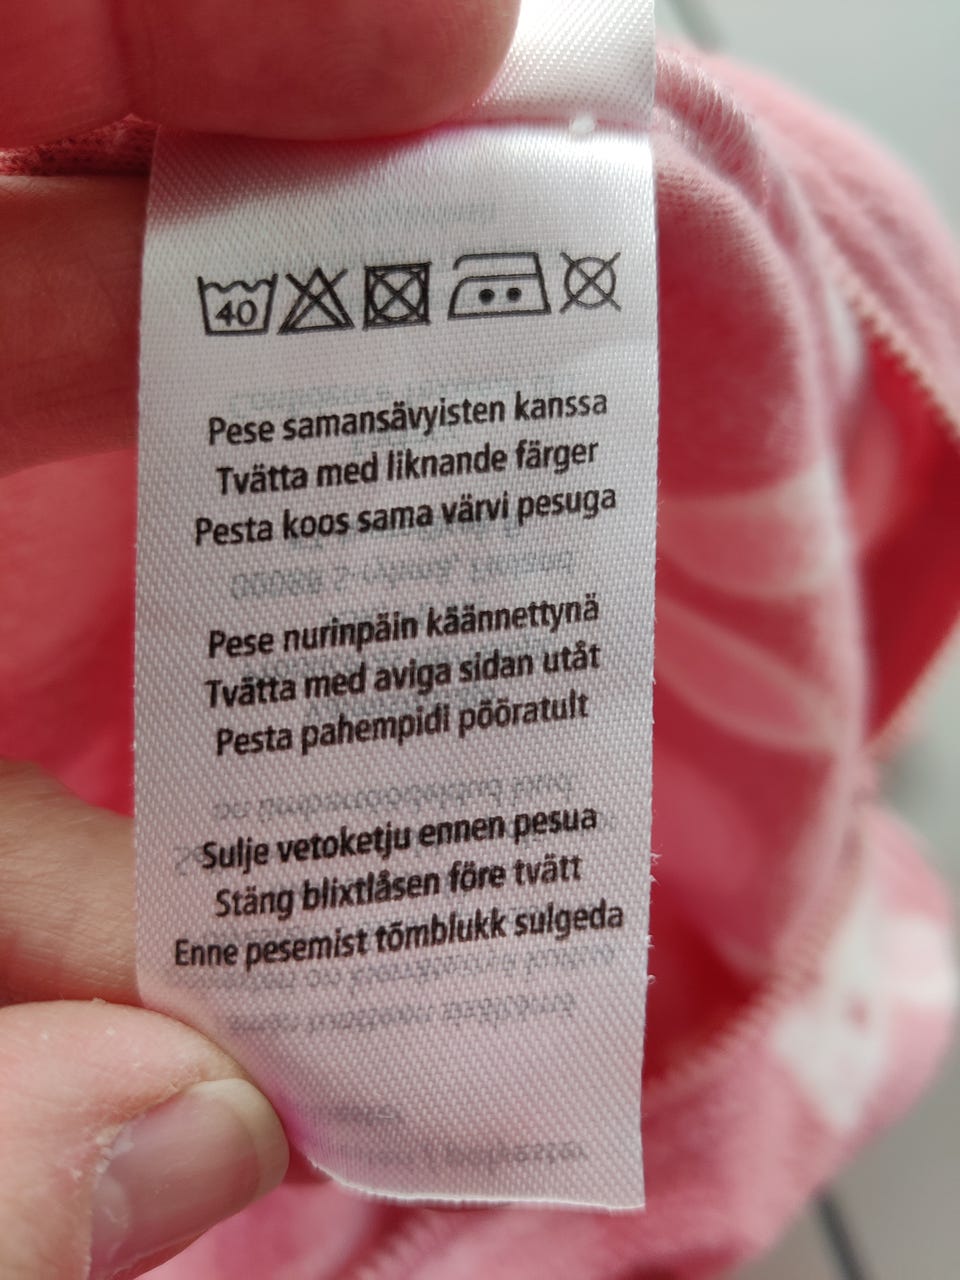 40
Pese samansävyisten kanssa
Tvätta med liknande färger
Pesta koos sama värvi pesuga
Pese nurinpäin käännettynä
Tvätta med aviga sidan utåt
Pesta pahempidi pööratult
Sulje vetoketju ennen pesua
Stäng blixtlåsen före tvätt
Enne pesemist tõmblukk sulgeda